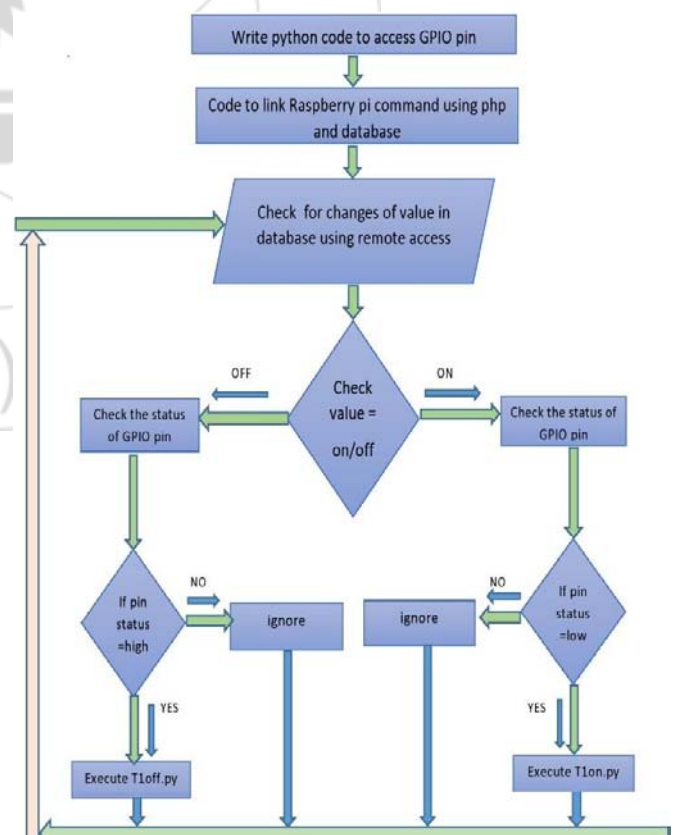 Write python code to access GPIO pin
Code to link Raspberry pi command using php
and database
Check for changes of value in
database using remote access
OFF
ON
Check
value =
on/off
Check the status
of GPIO pin
Check the status of
GPIO pin
NO
If pin
status
=high
ignore
ignore
NO
If pin
status
=low
YES
YES
Execute T1off.py
Execute T1on.py